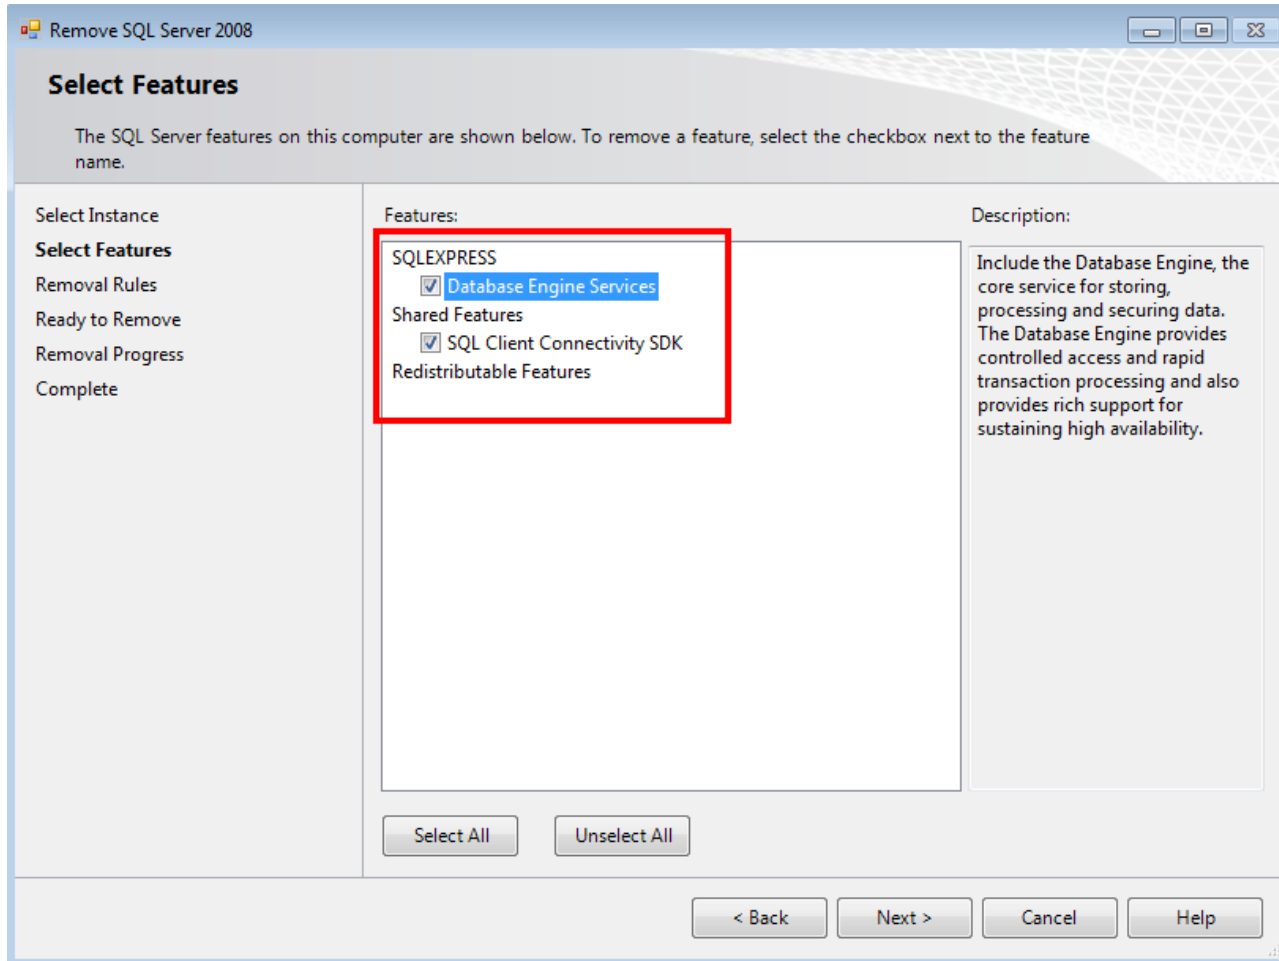 Remove SQL Server 2008
Select Features
The SQL Server features on this computer are shown below. To remove a feature, select the checkbox next to the feature
name.
Select Instance
Select Features
Removal Rules
Ready to Remove
Removal Progress
Complete
Features:
SQLEXPRESS
Database Engine Services
Shared Features
SQL Client Connectivity SDK
Redistributable Features
Description:
Include the Database Engine, the
core service for storing,
processing and securing data.
The Database Engine provides
controlled access and rapid
transaction processing and also
provides rich support for
sustaining high availability.
Select All
Unselect All
< Back
Next >
Cancel
Help